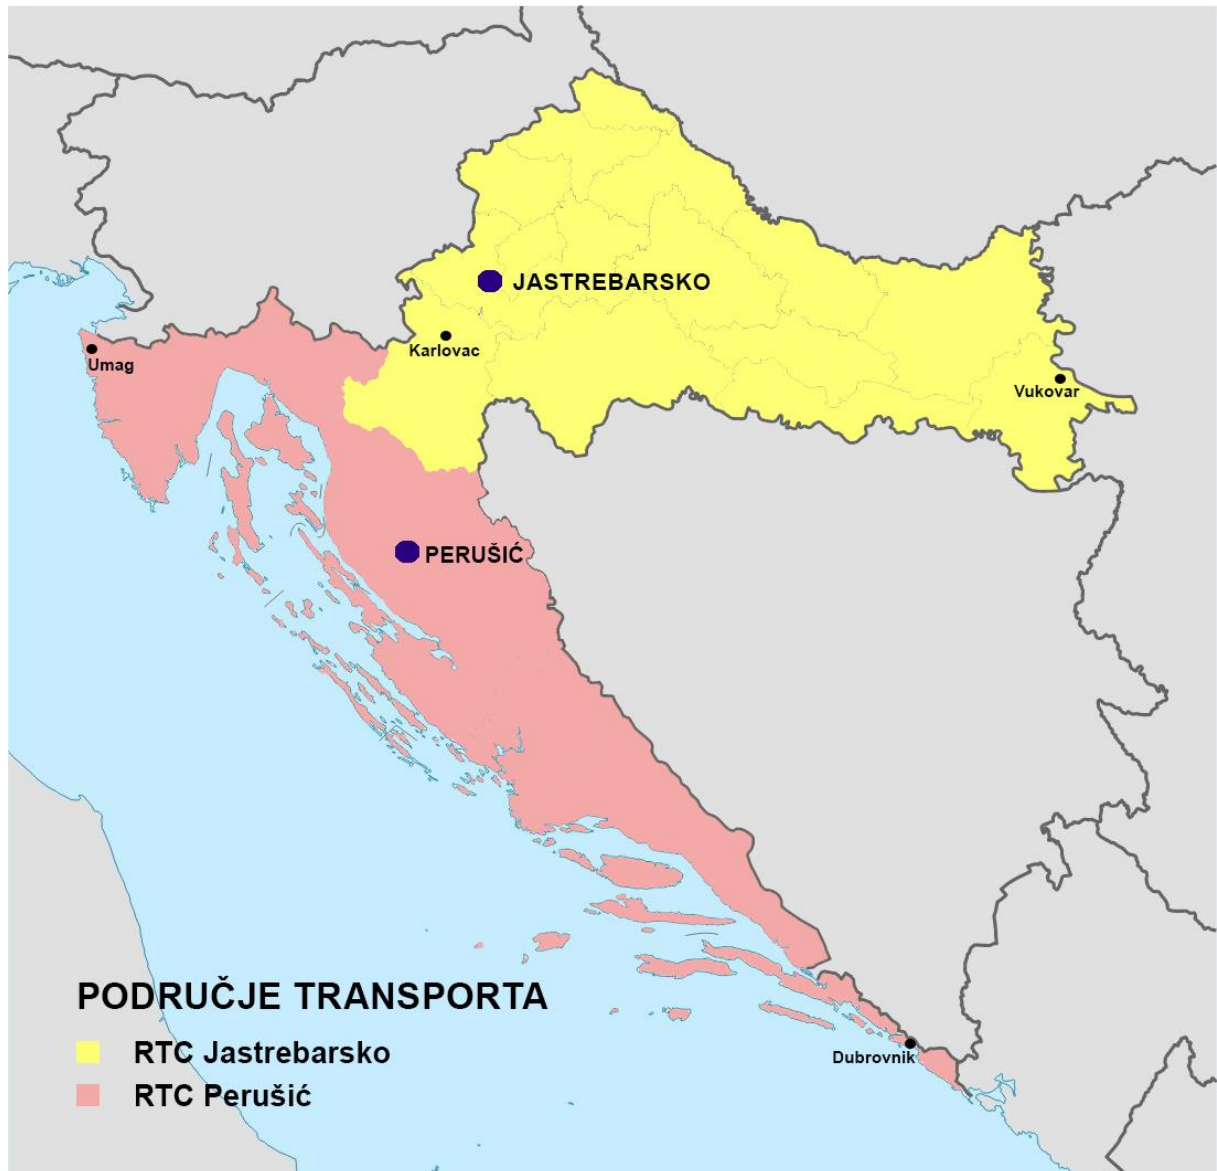 JASTREBARSKO
Karlovac
Umag
Vukovar
PERUŠIĆ
PODRUČJE TRANSPORTA
RTC Jastrebarsko
Dubrovnik
RTC Perušić